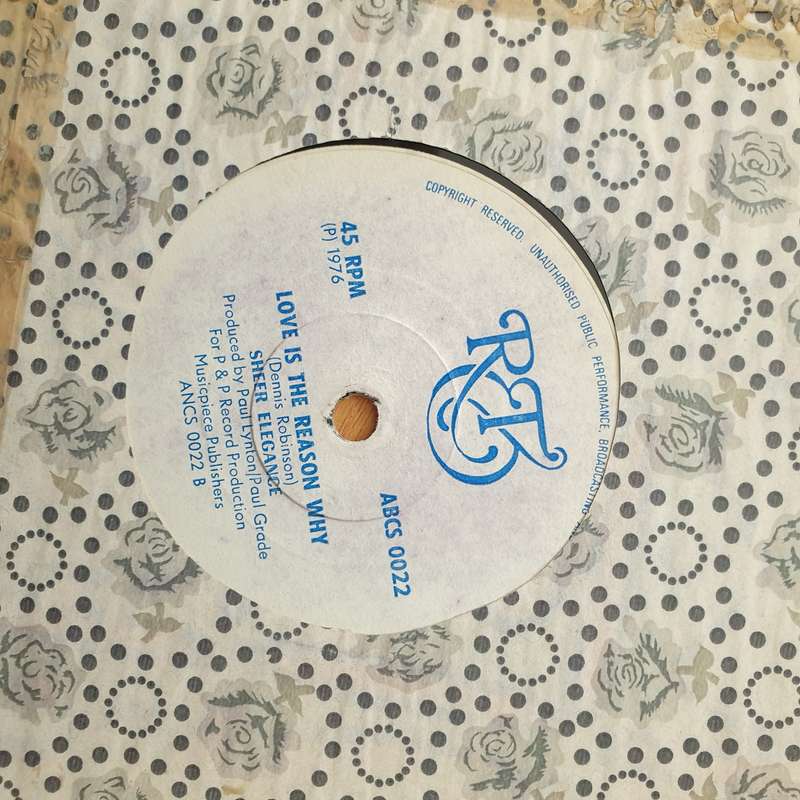 COPYRIGHT RESERVED. UNAUTHORISED PUBLIC PERFORMANCE, BROADCASTING
RTC
45 RPM
(P) 1976
ABCS 0022
LOVE IS THE REASON WHY
(Dennis Robinson)
SHEER ELEGANCE
Produced by Paul Lynton/Paul Grade
For P & P Record Production
Musicpiece Publishers
ANCS 0022 B